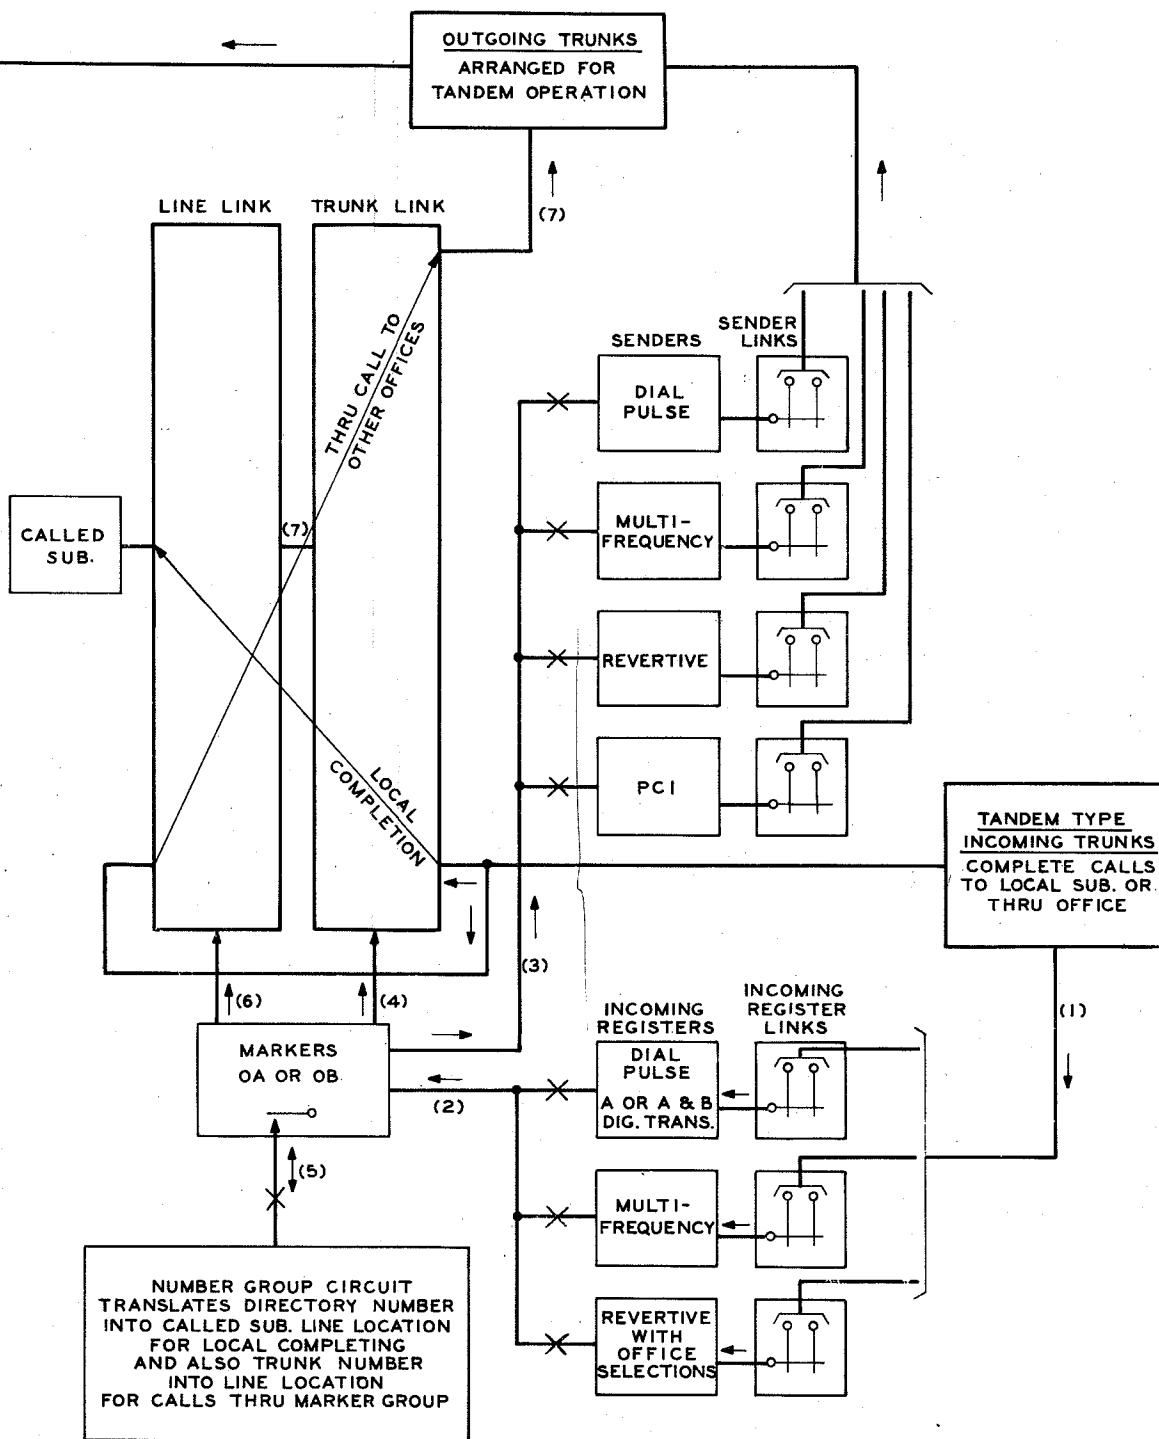 OUTGOING TRUNKS
ARRANGED FOR
TANDEM OPERATION
(7)
LINE LINK
TRUNK LINK
THRU CALL TO
OTHER OFFICES
SENDERS
SENDER
LINKS
DIAL
PULSE
CALLED
SUB.
(7)
MULTI-
FREQUENCY
REVERTIVE
LOCAL
COMPLETION
PCI
TANDEM TYPE
INCOMING TRUNKS
COMPLETE CALLS
TO LOCAL SUB. OR
THRU OFFICE
(3)
(6)
(4)
(1)
INCOMING
REGISTERS
INCOMING
REGISTER
LINKS
MARKERS
OA OR OB
(2)
DIAL
PULSE
A OR A & B
DIG. TRANS.
(5)
MULTI-
FREQUENCY
NUMBER GROUP CIRCUIT
TRANSLATES DIRECTORY NUMBER
INTO CALLED SUB. LINE LOCATION
FOR LOCAL COMPLETING
AND ALSO TRUNK NUMBER
INTO LINE LOCATION
FOR CALLS THRU MARKER GROUP
REVERTIVE
WITH
OFFICE
SELECTIONS